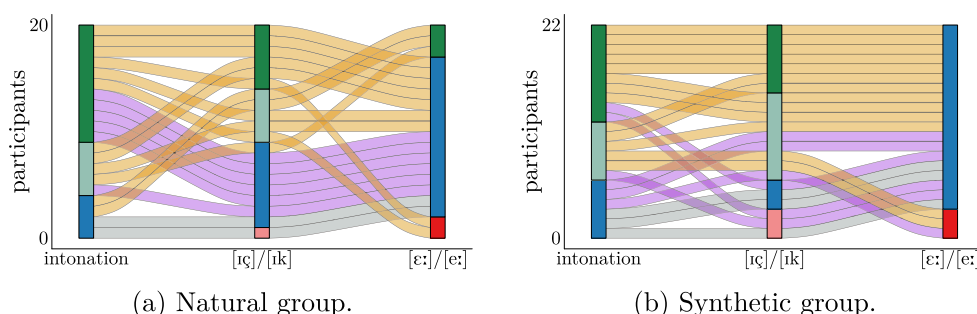 20
participants
0
intonation
[ɪç]/[ɪk]
[ɛː]/[eː]
(a) Natural group.
22
participants
0
intonation
[ɪç]/[ɪk]
[ɛː]/[eː]
(b) Synthetic group.